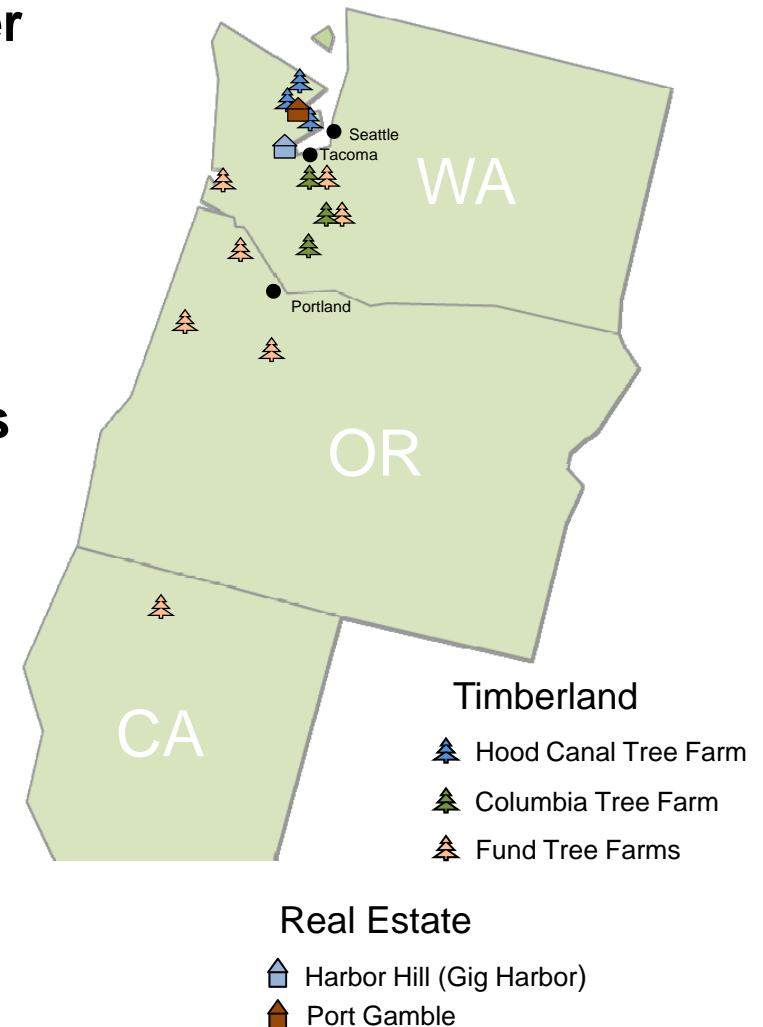 er
Seattle
Tacoma
WA
Portland
s
OR
CA
Timberland
Hood Canal Tree Farm
Columbia Tree Farm
Fund Tree Farms
Real Estate
Harbor Hill (Gig Harbor)
Port Gamble